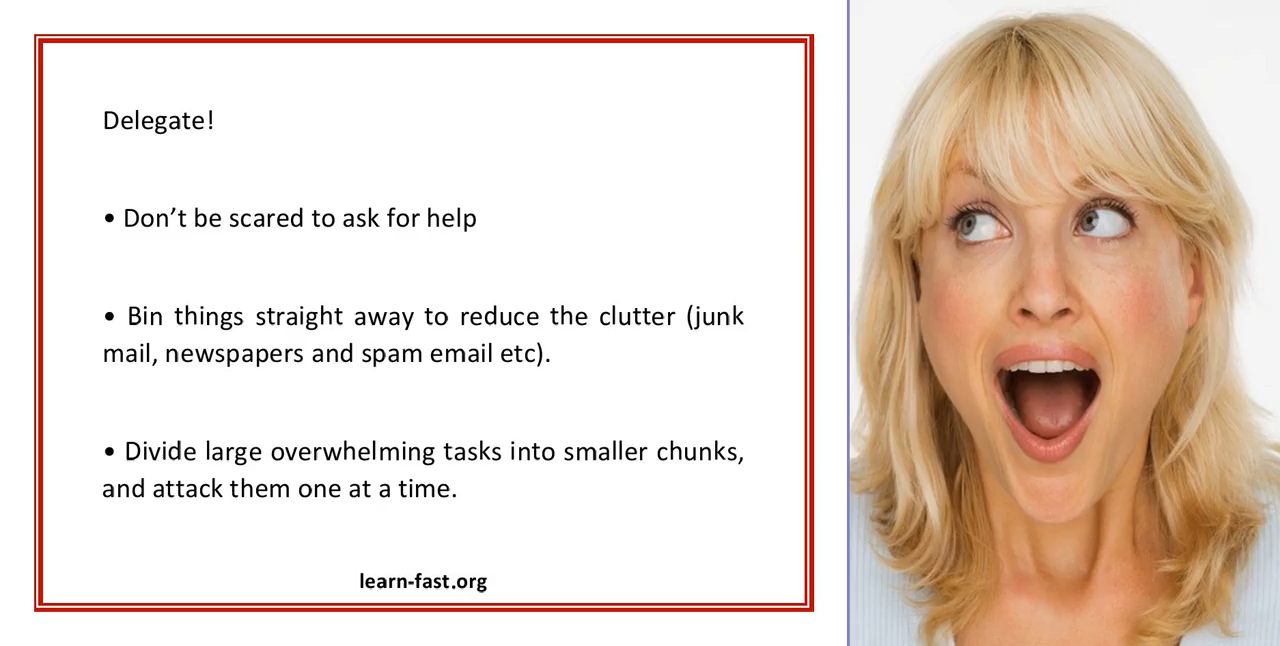 Delegate!
• Don’t be scared to ask for help
• Bin things straight away to reduce the clutter (junk
mail, newspapers and spam email etc).
• Divide large overwhelming tasks into smaller chunks,
and attack them one at a time.
learn-fast.org